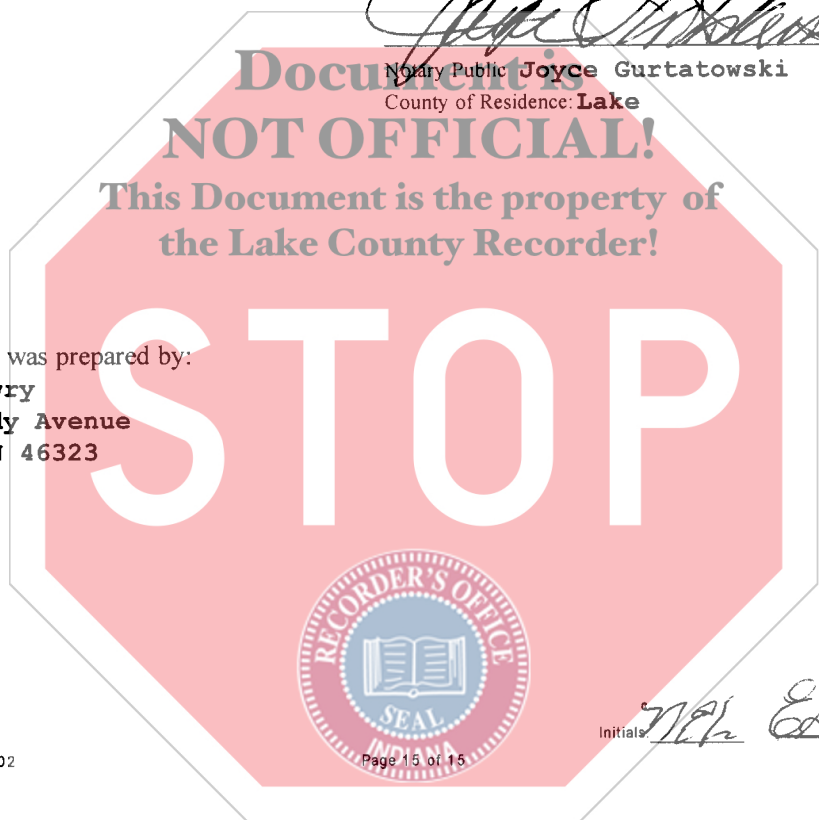 Document is
Notary Public Joyce Gurtatowski
County of Residence: Lake
NOT OFFICIAL!
This Document is the property of
the Lake County Recorder!
STOP
was prepared by:
ry
y Avenue
46323
RECORDER'S OFFICE
SEAL
INDIANA
Initials:
Page 15 of 15
02